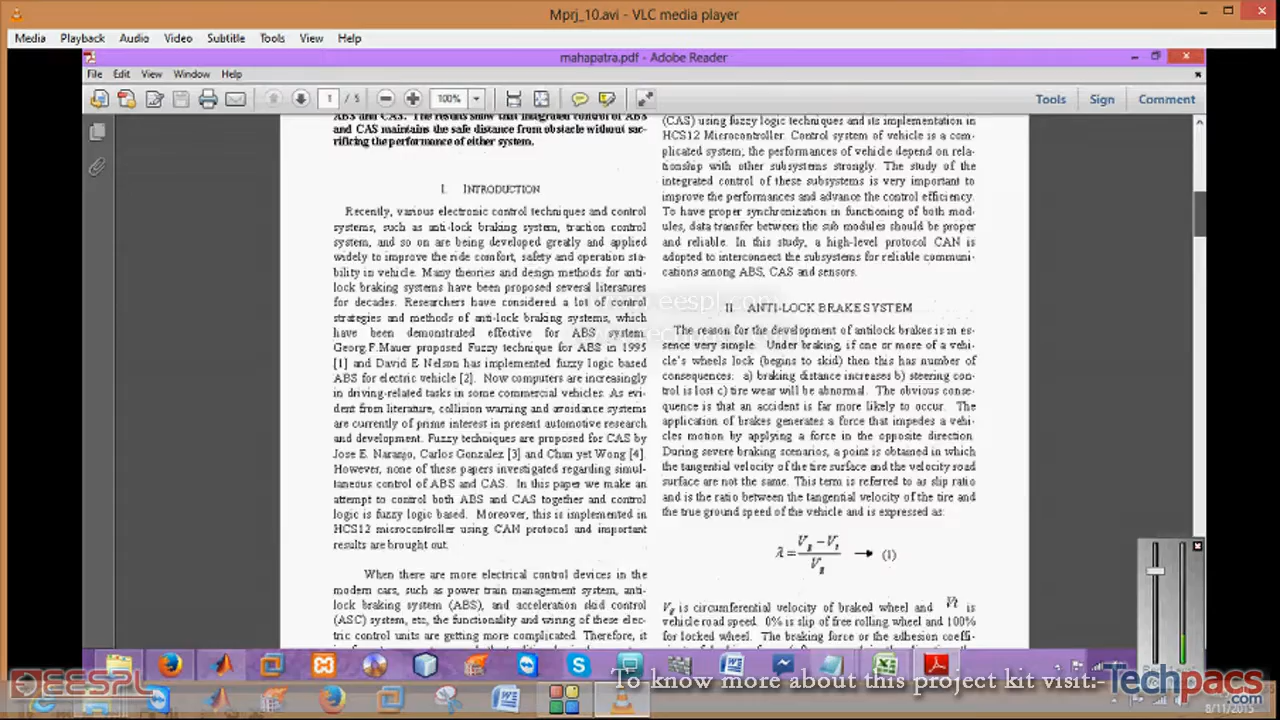 Mprj_10.avi - VLC media player
Media Playback Audio Video Subtitle Tools View Help
mahapatra.pdf - Adobe Reader
File Edit View Window Help
1 / 5 100% Tools Sign Comment
ABS and CAS. The results show that integrated control of ABS
and CAS maintains the safe distance from obstacle without sac-
rificing the performance of either system.
I. INTRODUCTION
Recently, various electronic control techniques and control
systems, such as anti-lock braking system, traction control
system, and so on are being developed greatly and applied
widely to improve the ride comfort, safety and operation sta-
bility in vehicle. Many theories and design methods for anti-
lock braking systems have been proposed several literatures
for decades. Researchers have considered a lot of control
strategies and methods of anti-lock braking systems, which
have been demonstrated effective for ABS system.
Georg.F.Mauer proposed Fuzzy technique for ABS in 1995
[1] and David E Nelson has implemented fuzzy logic based
ABS for electric vehicle [2]. Now computers are increasingly
in driving-related tasks in some commercial vehicles. As evi-
dent from literature, collision warning and avoidance systems
are currently of prime interest in present automotive research
and development. Fuzzy techniques are proposed for CAS by
Jose E. Naranjo, Carlos Gonzalez [3] and Chun yet Wong [4].
However, none of these papers investigated regarding simul-
taneous control of ABS and CAS. In this paper we make an
attempt to control both ABS and CAS together and control
logic is fuzzy logic based. Moreover, this is implemented in
HCS12 microcontroller using CAN protocol and important
results are brought out.
When there are more electrical control devices in the
modern cars, such as power train management system, anti-
lock braking system (ABS), and acceleration skid control
(ASC) system, etc, the functionality and wiring of these elec-
tric control units are getting more complicated. Therefore, it
(CAS) using fuzzy logic techniques and its implementation in
HCS12 Microcontroller. Control system of vehicle is a com-
plicated system; the performances of vehicle depend on rela-
tionship with other subsystems strongly. The study of the
integrated control of these subsystems is very important to
improve the performances and advance the control efficiency.
To have proper synchronization in functioning of both mod-
ules, data transfer between the sub modules should be proper
and reliable. In this study, a high-level protocol CAN is
adopted to interconnect the subsystems for reliable communi-
cations among ABS, CAS and sensors.
II. ANTI-LOCK BRAKE SYSTEM
The reason for the development of antilock brakes is in es-
sence very simple. Under braking, if one or more of a vehi-
cle's wheels lock (begins to skid) then this has number of
consequences: a) braking distance increases b) steering con-
trol is lost c) tire wear will be abnormal. The obvious conse-
quence is that an accident is far more likely to occur. The
application of brakes generates a force that impedes a vehi-
cles motion by applying a force in the opposite direction.
During severe braking scenarios, a point is obtained in which
the tangential velocity of the tire surface and the velocity road
surface are not the same. This term is referred to as slip ratio
and is the ratio between the tangential velocity of the tire and
the true ground speed of the vehicle and is expressed as:
(1)
is circumferential velocity of braked wheel and Vt is
vehicle road speed. 0% is slip of free rolling wheel and 100%
for locked wheel. The braking force or the adhesion coeffi-
EESPL
To know more about this project kit visit:- Techpacs.com
8/11/2015